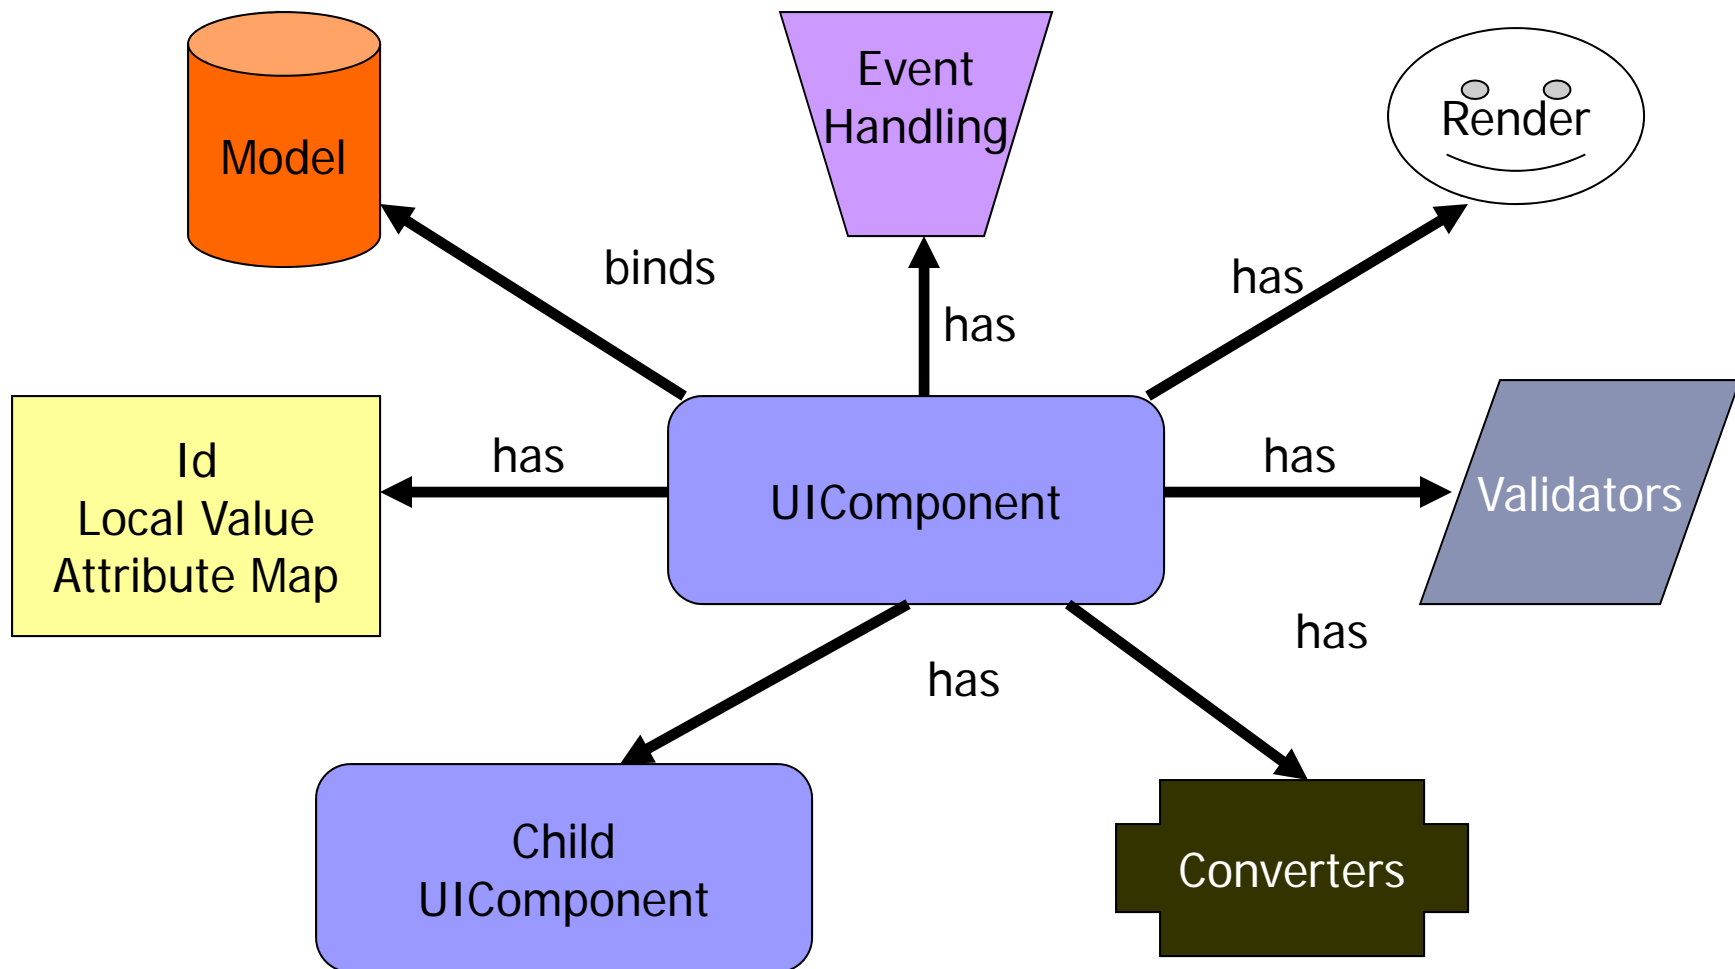 Event
Handling
Render
Model
binds
has
has
Id
Local Value
Attribute Map
has
UIComponent
has
Validators
has
has
Child
UIComponent
Converters